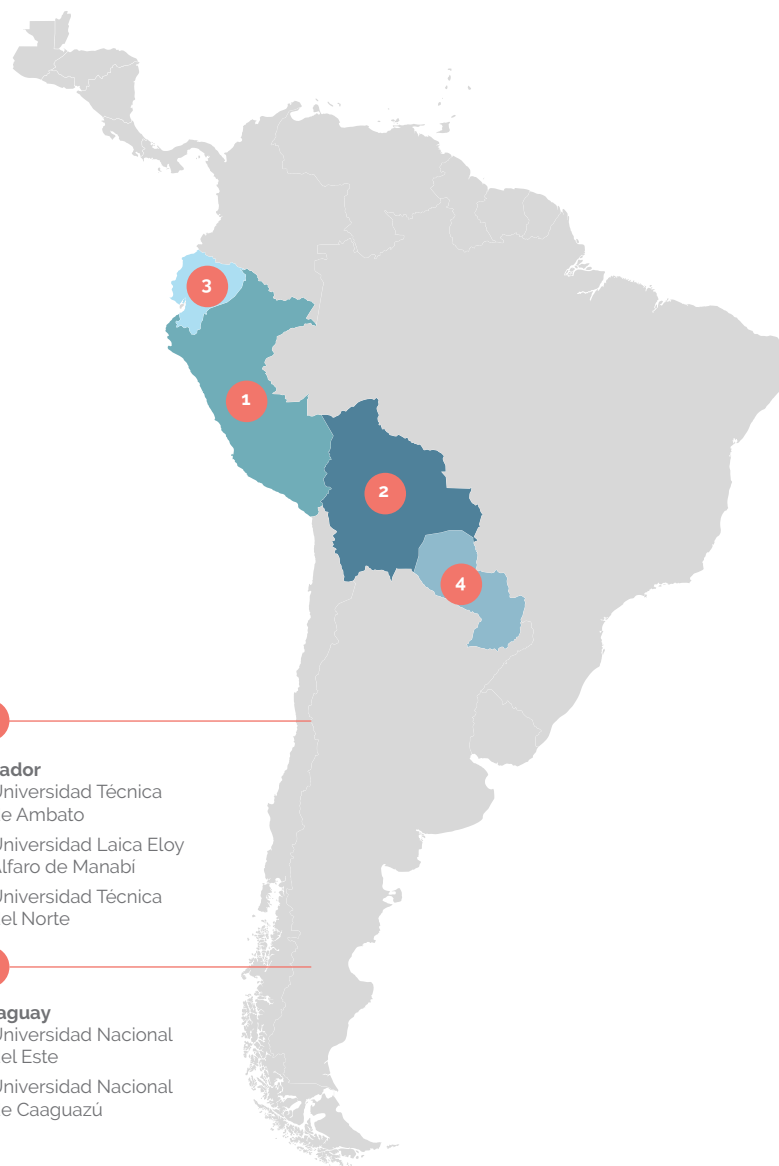 3
1
2
4
ador
Universidad Técnica
e Ambato
Universidad Laica Eloy
Alfaro de Manabí
Universidad Técnica
el Norte
aguay
Universidad Nacional
el Este
Universidad Nacional
e Caaguazú